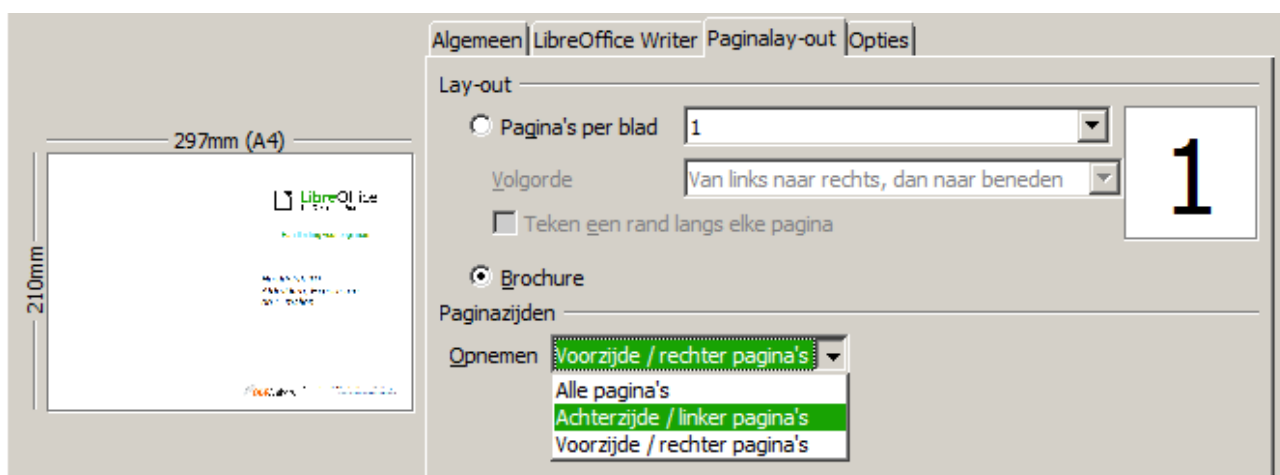 Algemeen LibreOffice Writer Paginalay-out Opties
Lay-out
Pagina's per blad 1
297mm (A4)
1
Volgorde Van links naar rechts, dan naar beneden
LibreOffice
Teken een rand langs elke pagina
210mm
Brochure
Paginazijden
Opnemen Voorzijde / rechter pagina's
Alle pagina's
Achterzijde / linker pagina's
Voorzijde / rechter pagina's